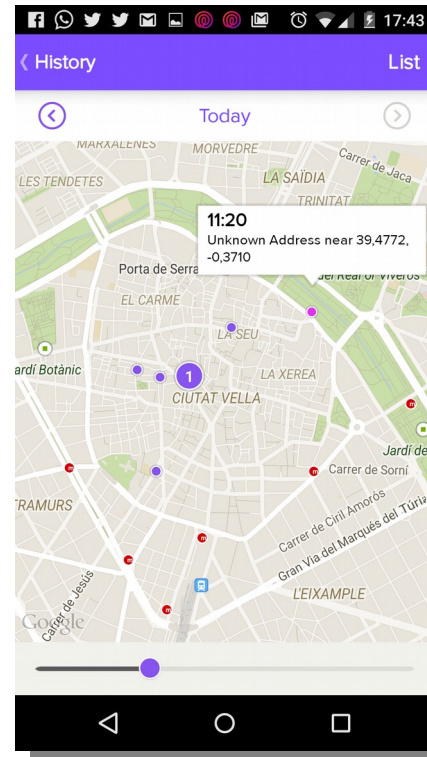 17:43
History
List
Today
MARXALENES
MORVEDRE
Carrer de Jaca
LES TENDETES
LA SAÏDIA
TRINITAT
11:20
Unknown Address near 39,4772,
-0,3710
Porta de Serra
del Real or Viveros
EL CARME
LA SEU
ardí Botànic
1
LA XEREA
CIUTAT VELLA
Jardí de
Carrer de Sorní
RAMURS
Carrer de Ciril Amorós
Gran Via del Marqués del Túria
L'EIXAMPLE
Carrer de Jesús
Google